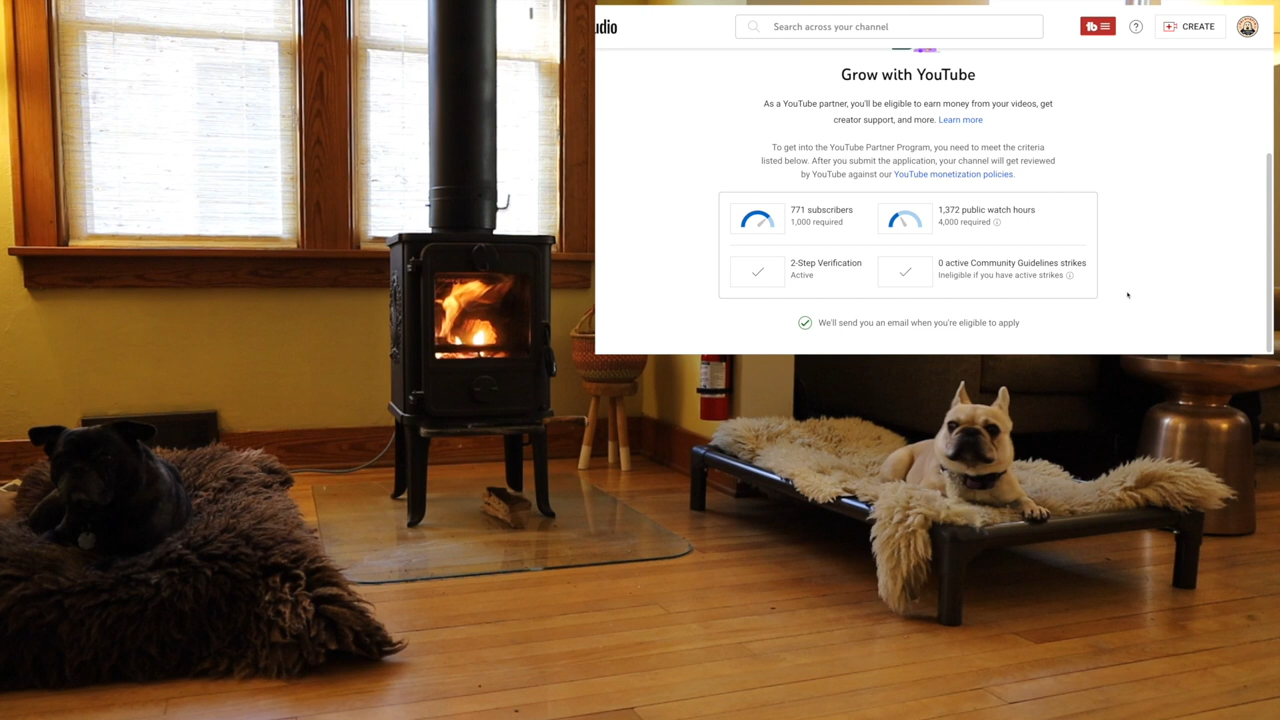 udio
Search across your channel
tb
?
CREATE
Grow with YouTube
As a YouTube partner, you'll be eligible to earn money from your videos, get
creator support, and more. Learn more
To get into the YouTube Partner Program, you need to meet the criteria
listed below. After you submit the application, your channel will get reviewed
by YouTube against our YouTube monetization policies.
771 subscribers
1,000 required
1,372 public watch hours
4,000 required
2-Step Verification
Active
0 active Community Guidelines strikes
Ineligible if you have active strikes
We'll send you an email when you're eligible to apply